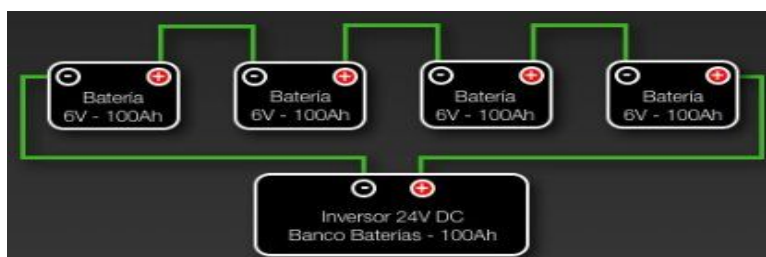 Batería
6V - 100Ah
Batería
6V - 100Ah
Batería
6V - 100Ah
Batería
6V - 100Ah
Inversor 24V DC
Banco Baterías - 100Ah